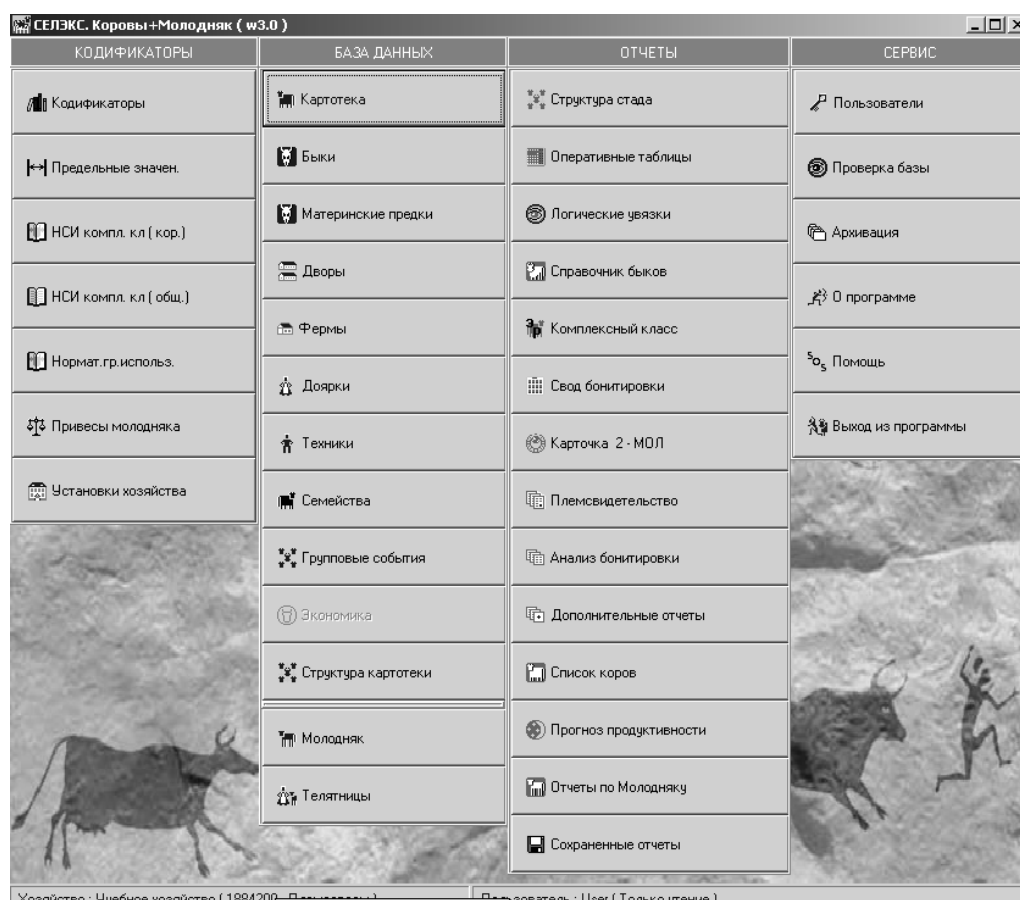 СЕЛЭКС. Коровы+Молодняк ( w3.0 )
КОДИФИКАТОРЫ
Кодификаторы
Предельные значен.
НСИ компл. кл ( кор.)
НСИ компл. кл ( общ.)
Нормат.гр.использ.
Привесы молодняка
Установки хозяйства
БАЗА ДАННЫХ
Картотека
Быки
Материнские предки
Дворы
Фермы
Доярки
Техники
Семейства
Групповые события
Экономика
Структура картотеки
Молодняк
Телятницы
ОТЧЕТЫ
Структура стада
Оперативные таблицы
Логические увязки
Справочник быков
Комплексный класс
Свод бонитировки
Карточка 2 - МОЛ
Племсвидетельство
Анализ бонитировки
Дополнительные отчеты
Список коров
Прогноз продуктивности
Отчеты по Молодняку
Сохраненные отчеты
СЕРВИС
Пользователи
Проверка базы
Архивация
О программе
Помощь
Выход из программы
Хозяйство : Учебное хозяйство ( 1884200
Пользователь : User ( Только чтение )